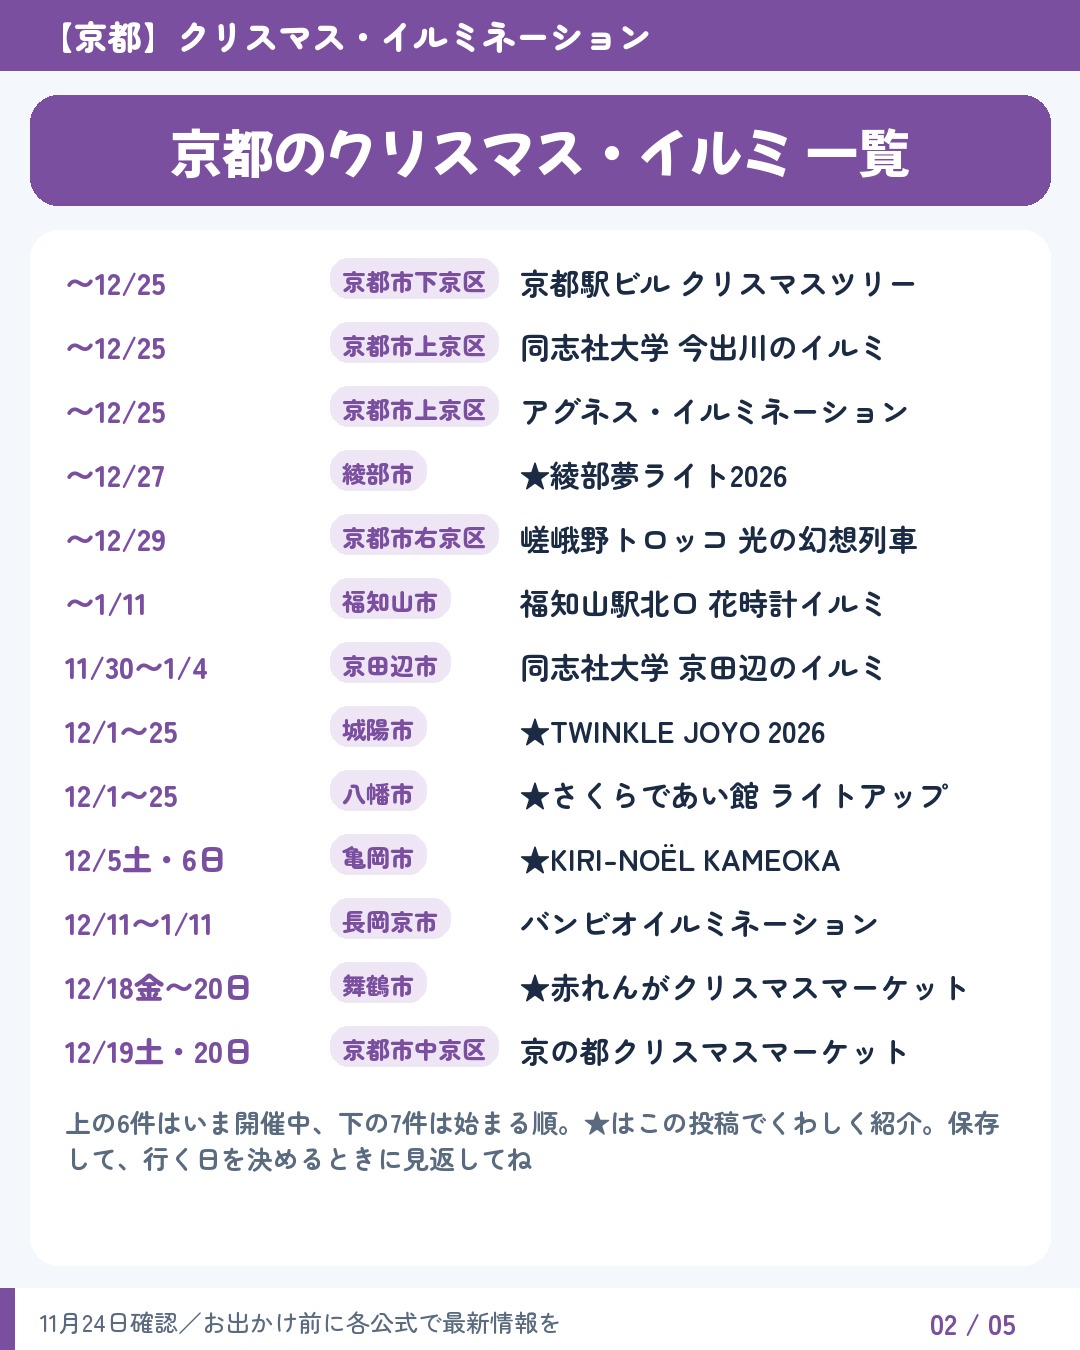 【京都】クリスマス・イルミネーション
京都のクリスマス・イルミ一覧
〜12/25 京都市下京区 京都駅ビル クリスマスツリー
〜12/25 京都市上京区 同志社大学 今出川のイルミ
〜12/25 京都市上京区 アグネス・イルミネーション
〜12/27 綾部市 ★綾部夢ライト2026
〜12/29 京都市右京区 嵯峨野トロッコ 光の幻想列車
〜1/11 福知山市 福知山駅北口 花時計イルミ
11/30〜1/4 京田辺市 同志社大学 京田辺のイルミ
12/1〜25 城陽市 ★TWINKLE JOYO 2026
12/1〜25 八幡市 ★さくらであい館 ライトアップ
12/5土・6日 亀岡市 ★KIRI-NOËL KAMEOKA
12/11〜1/11 長岡京市 バンビオイルミネーション
12/18金〜20日 舞鶴市 ★赤れんがクリスマスマーケット
12/19土・20日 京都市中京区 京の都クリスマスマーケット
上の6件はいま開催中、下の7件は始まる順。★はこの投稿でくわしく紹介。保存
して、行く日を決めるときに見返してね
11月24日確認／お出かけ前に各公式で最新情報を
02 / 05